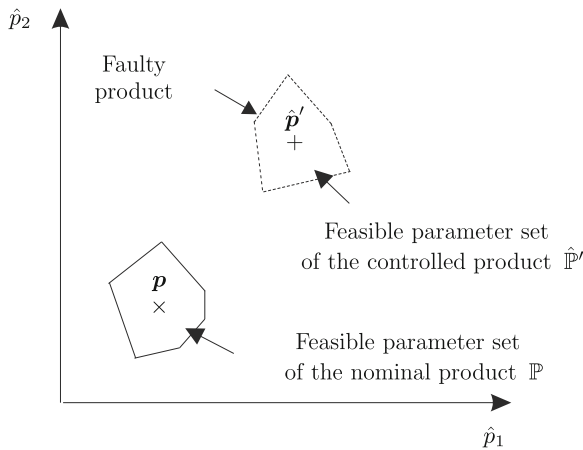 p̂₂
Faulty
product
p̂′
+
Feasible parameter set
of the controlled product ℙ̂′
p
×
Feasible parameter set
of the nominal product ℙ
p̂₁